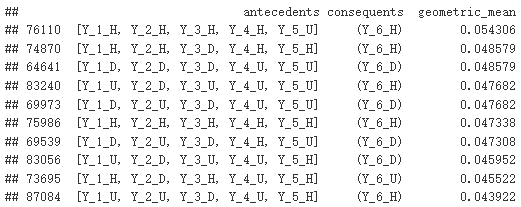 ## antecedents consequents geometric_mean
## 76110 [Y_1_H, Y_2_H, Y_3_H, Y_4_H, Y_5_U] (Y_6_H) 0.054306
## 74870 [Y_1_H, Y_2_H, Y_3_D, Y_4_H, Y_5_H] (Y_6_H) 0.048579
## 64641 [Y_1_D, Y_2_D, Y_3_D, Y_4_U, Y_5_U] (Y_6_D) 0.048579
## 83240 [Y_1_U, Y_2_U, Y_3_D, Y_4_U, Y_5_U] (Y_6_H) 0.047682
## 69973 [Y_1_D, Y_2_U, Y_3_U, Y_4_U, Y_5_U] (Y_6_D) 0.047682
## 75986 [Y_1_H, Y_2_H, Y_3_H, Y_4_H, Y_5_H] (Y_6_H) 0.047338
## 69539 [Y_1_D, Y_2_U, Y_3_D, Y_4_U, Y_5_U] (Y_6_D) 0.047308
## 83056 [Y_1_U, Y_2_D, Y_3_U, Y_4_U, Y_5_H] (Y_6_D) 0.045952
## 73695 [Y_1_H, Y_2_D, Y_3_H, Y_4_U, Y_5_H] (Y_6_U) 0.045522
## 87084 [Y_1_U, Y_2_U, Y_3_D, Y_4_U, Y_5_H] (Y_6_H) 0.043922